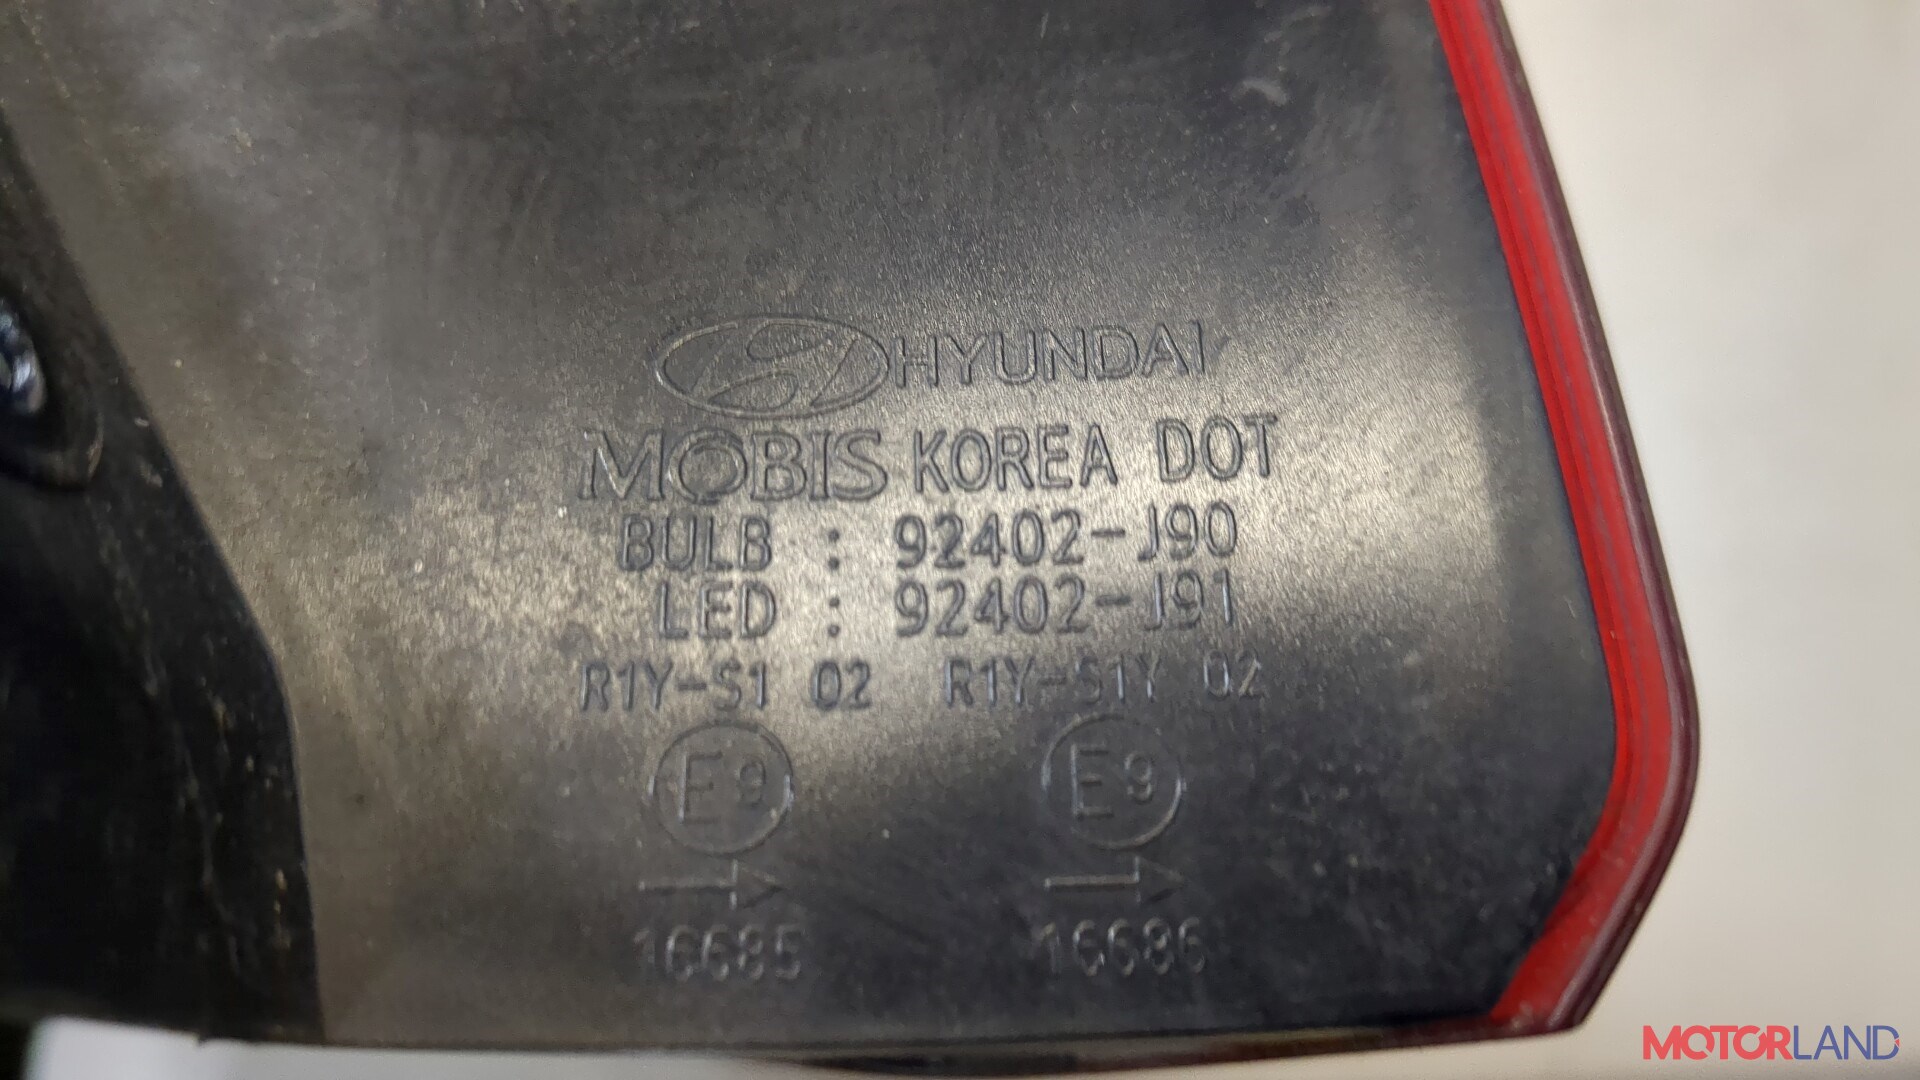 HYUNDAI
MOBIS KOREA DOT
BULB : 92402-J90
LED : 92402-J91
R1Y-S1 02 R1Y-S1Y 02
E9 E9
→ →
16685 16686
MOTORLAND